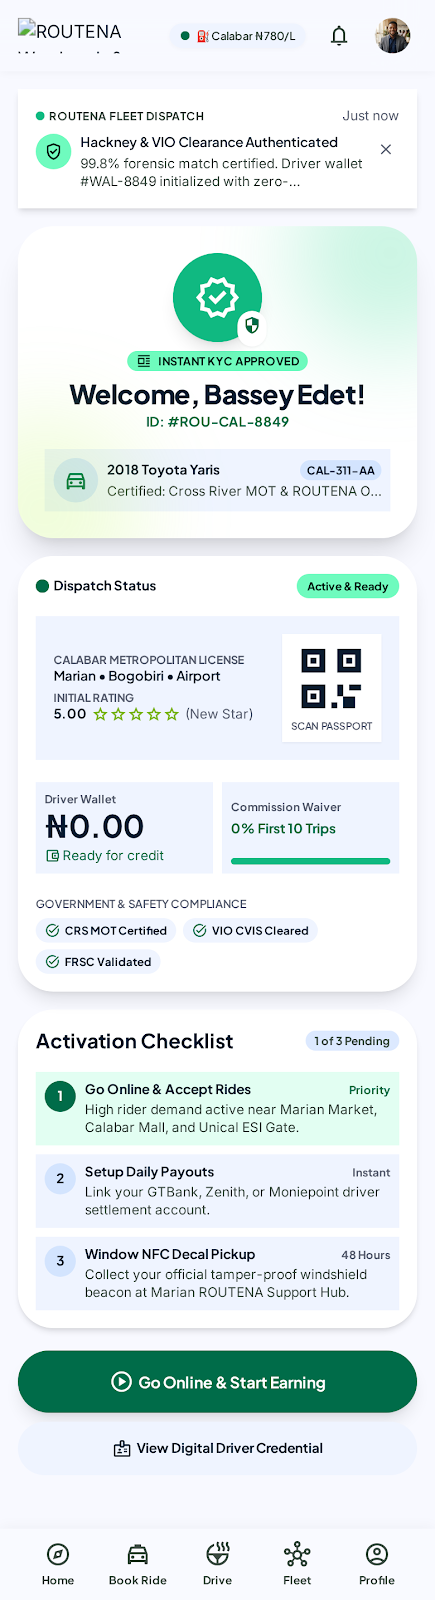 ROUTENA
Calabar ₦780/L
ROUTENA FLEET DISPATCH
Just now
Hackney & VIO Clearance Authenticated
99.8% forensic match certified. Driver wallet
#WAL-8849 initialized with zero-...
INSTANT KYC APPROVED
Welcome, Bassey Edet!
ID: #ROU-CAL-8849
2018 Toyota Yaris
CAL-311-AA
Certified: Cross River MOT & ROUTENA O...
Dispatch Status
Active & Ready
CALABAR METROPOLITAN LICENSE
Marian • Bogobiri • Airport
INITIAL RATING
5.00 ☆☆☆☆☆ (New Star)
SCAN PASSPORT
Driver Wallet
₦0.00
Ready for credit
Commission Waiver
0% First 10 Trips
GOVERNMENT & SAFETY COMPLIANCE
CRS MOT Certified
VIO CVIS Cleared
FRSC Validated
Activation Checklist
1 of 3 Pending
1
Go Online & Accept Rides
Priority
High rider demand active near Marian Market,
Calabar Mall, and Unical ESI Gate.
2
Setup Daily Payouts
Instant
Link your GTBank, Zenith, or Moniepoint driver
settlement account.
3
Window NFC Decal Pickup
48 Hours
Collect your official tamper-proof windshield
beacon at Marian ROUTENA Support Hub.
Go Online & Start Earning
View Digital Driver Credential
Home
Book Ride
Drive
Fleet
Profile